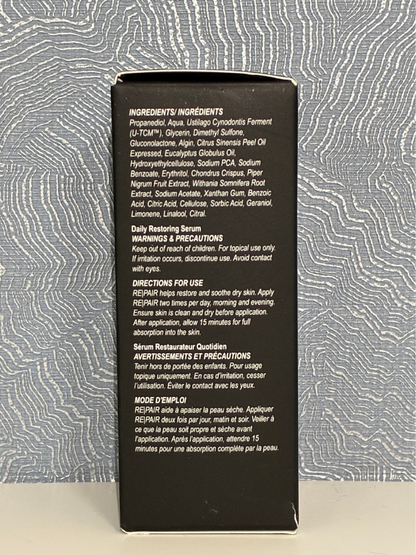 INGREDIENTS/ INGRÉDIENTS
Propanediol, Aqua, Ustilago Cynodontis Ferment
(U-TCM™), Glycerin, Dimethyl Sulfone,
Gluconolactone, Algin, Citrus Sinensis Peel Oil
Expressed, Eucalyptus Globulus Oil,
Hydroxyethylcellulose, Sodium PCA, Sodium
Benzoate, Erythritol, Chondrus Crispus, Piper
Nigrum Fruit Extract, Withania Somnifera Root
Extract, Sodium Acetate, Xanthan Gum, Benzoic
Acid, Citric Acid, Cellulose, Sorbic Acid, Geraniol,
Limonene, Linalool, Citral.
Daily Restoring Serum
WARNINGS & PRECAUTIONS
Keep out of reach of children. For topical use only.
If irritation occurs, discontinue use. Avoid contact
with eyes.
DIRECTIONS FOR USE
RE|PAIR helps restore and soothe dry skin. Apply
RE|PAIR two times per day, morning and evening.
Ensure skin is clean and dry before application.
After application, allow 15 minutes for full
absorption into the skin.
Sérum Restaurateur Quotidien
AVERTISSEMENTS ET PRÉCAUTIONS
Tenir hors de portée des enfants. Pour usage
topique uniquement. En cas d'irritation, cesser
l'utilisation. Éviter le contact avec les yeux.
MODE D'EMPLOI
RE|PAIR aide à apaiser la peau sèche. Appliquer
RE|PAIR deux fois par jour, matin et soir. Veiller à
ce que la peau soit propre et sèche avant
l'application. Après l'application, attendre 15
minutes pour une absorption complète par la peau.